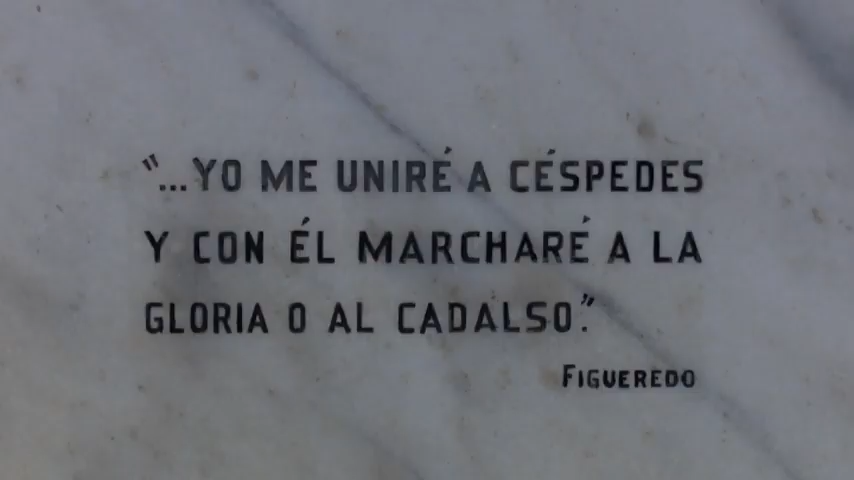 "...YO ME UNIRÉ A CÉSPEDES
Y CON ÉL MARCHARÉ A LA
GLORIA O AL CADALSO."
FIGUEREDO